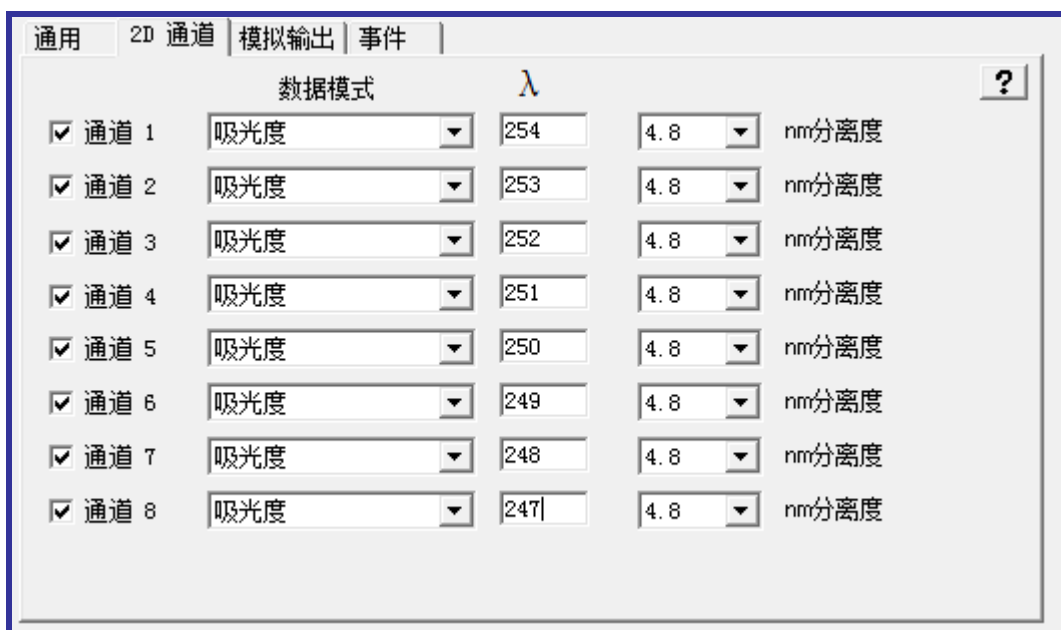 通用 2D 通道 模拟输出 事件
数据模式 λ ?
通道 1 吸光度 254 4.8 nm分离度
通道 2 吸光度 253 4.8 nm分离度
通道 3 吸光度 252 4.8 nm分离度
通道 4 吸光度 251 4.8 nm分离度
通道 5 吸光度 250 4.8 nm分离度
通道 6 吸光度 249 4.8 nm分离度
通道 7 吸光度 248 4.8 nm分离度
通道 8 吸光度 247 4.8 nm分离度